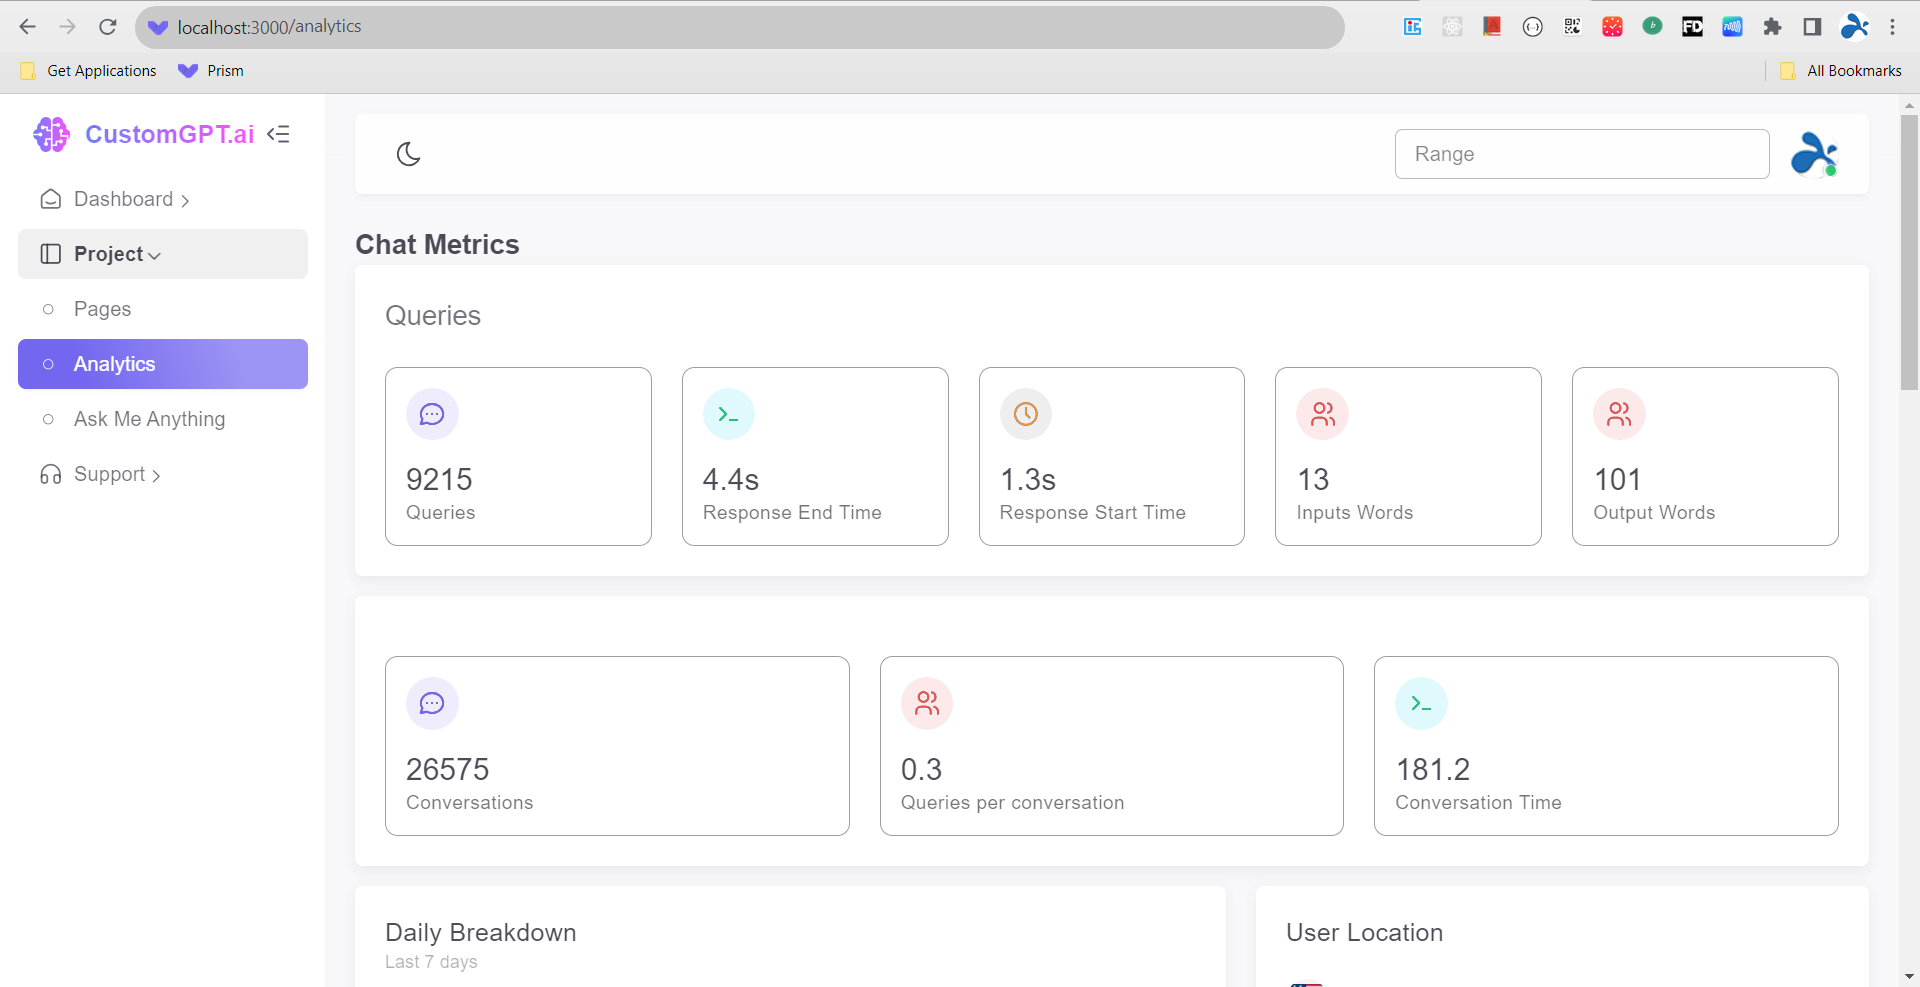 localhost:3000/analytics
Get Applications
Prism
All Bookmarks
CustomGPT.ai
Dashboard
Project
Pages
Analytics
Ask Me Anything
Support
Range
Chat Metrics
Queries
9215
Queries
4.4s
Response End Time
1.3s
Response Start Time
13
Inputs Words
101
Output Words
26575
Conversations
0.3
Queries per conversation
181.2
Conversation Time
Daily Breakdown
Last 7 days
User Location